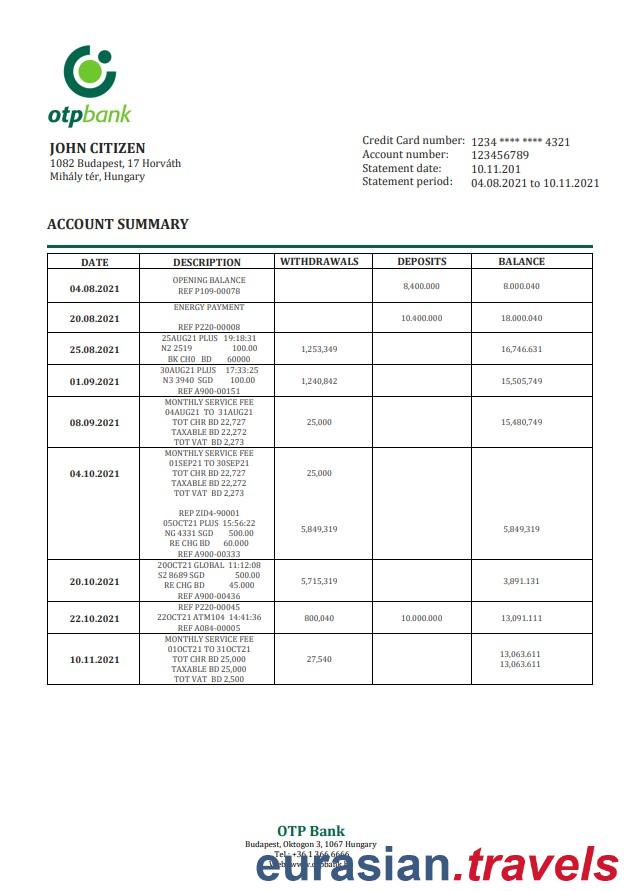 otpbank
JOHN CITIZEN
1082 Budapest, 17 Horváth
Mihály tér, Hungary
Credit Card number: 1234 **** **** 4321
Account number: 123456789
Statement date: 10.11.201
Statement period: 04.08.2021 to 10.11.2021
ACCOUNT SUMMARY
DATE DESCRIPTION WITHDRAWALS DEPOSITS BALANCE
OPENING BALANCE
04.08.2021 REF P109-00078 8,400.000 8.000.040
ENERGY PAYMENT
20.08.2021 10.400.000 18.000.040
REF P220-00008
25AUG21 PLUS 19:18:31
25.08.2021 N2 2519 100.00 1,253,349 16,746.631
BK CH0 BD 60000
30AUG21 PLUS 17:33:25
01.09.2021 N3 3940 SGD 100.00 1,240,842 15,505,749
REF A900-00151
MONTHLY SERVICE FEE
04AUG21 TO 31AUG21
08.09.2021 TOT CHR BD 22,727 25,000 15,480,749
TAXABLE BD 22,272
TOT VAT BD 2,273
MONTHLY SERVICE FEE
01SEP21 TO 30SEP21
04.10.2021 TOT CHR BD 22,727 25,000
TAXABLE BD 22,272
TOT VAT BD 2,273
REP ZID4-90001
05OCT21 PLUS 15:56:22
NG 4331 SGD 500.00 5,849,319 5,849,319
RE CHG BD 60.000
REF A900-00333
20OCT21 GLOBAL 11:12:08
20.10.2021 S2 8689 SGD 500.00 5,715,319 3,891.131
RE CHG BD 45.000
REF A900-00436
REF P220-00045
22.10.2021 22OCT21 ATM104 14:41:36 800,040 10.000.000 13,091.111
REF A084-00005
MONTHLY SERVICE FEE
01OCT21 TO 31OCT21
10.11.2021 TOT CHR BD 25,000 27,540 13,063.611
TAXABLE BD 25,000 13,063.611
TOT VAT BD 2,500
OTP Bank
Budapest, Oktogon 3, 1067 Hungary
Tel.: +36 1 366 6666
eurasian.travels